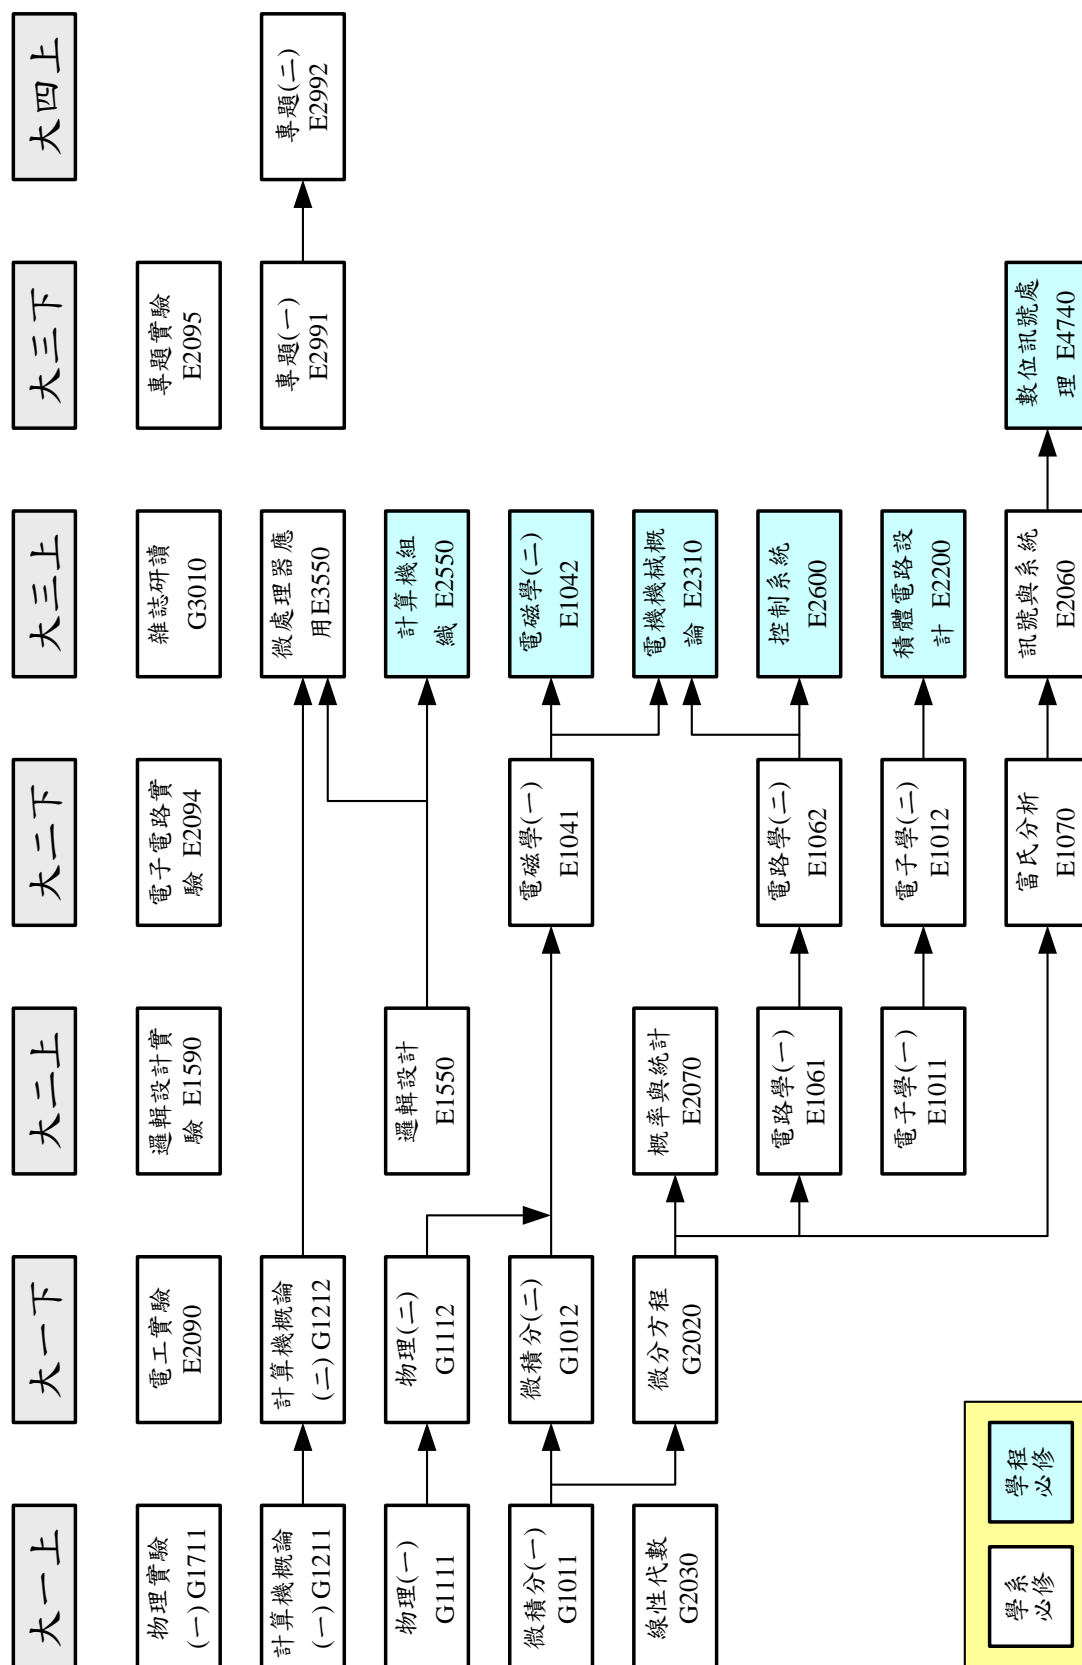 大一上
大一下
大二上
大二下
大三上
大三下
大四上
物理實驗
(一) G1711
電工實驗
E2090
邏輯設計實
驗 E1590
電子電路實
驗 E2094
雜誌研讀
G3010
專題實驗
E2095
計算機概論
(一) G1211
計算機概論
(二) G1212
微處理器應
用E3550
專題(一)
E2991
專題(二)
E2992
物理(一)
G1111
物理(二)
G1112
邏輯設計
E1550
計算機組
織 E2550
微積分(一)
G1011
微積分(二)
G1012
電磁學(一)
E1041
電磁學(二)
E1042
線性代數
G2030
微分方程
G2020
概率與統計
E2070
電機機械概
論 E2310
電路學(一)
E1061
電路學(二)
E1062
控制系統
E2600
電子學(一)
E1011
電子學(二)
E1012
積體電路設
計 E2200
富氏分析
E1070
訊號與系統
E2060
數位訊號處
理 E4740
學系
必修
學程
必修